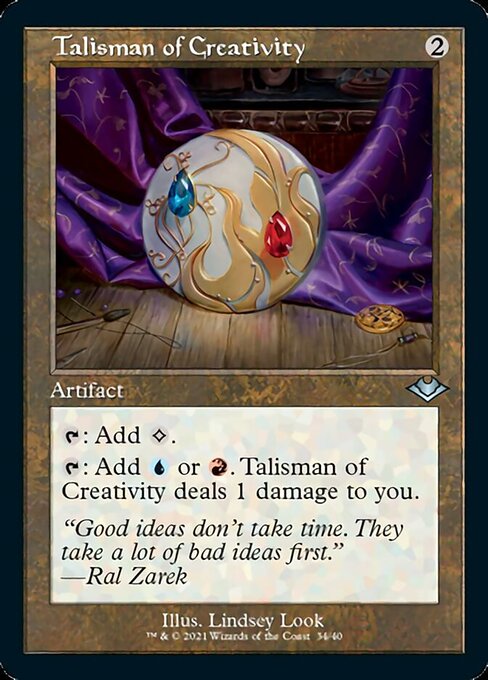 Talisman of Creativity 2
Artifact
: Add .
: Add or . Talisman of
Creativity deals 1 damage to you.
“Good ideas don’t take time. They
take a lot of bad ideas first.”
—Ral Zarek
Illus. Lindsey Look
™ & © 2021 Wizards of the Coast 34/40